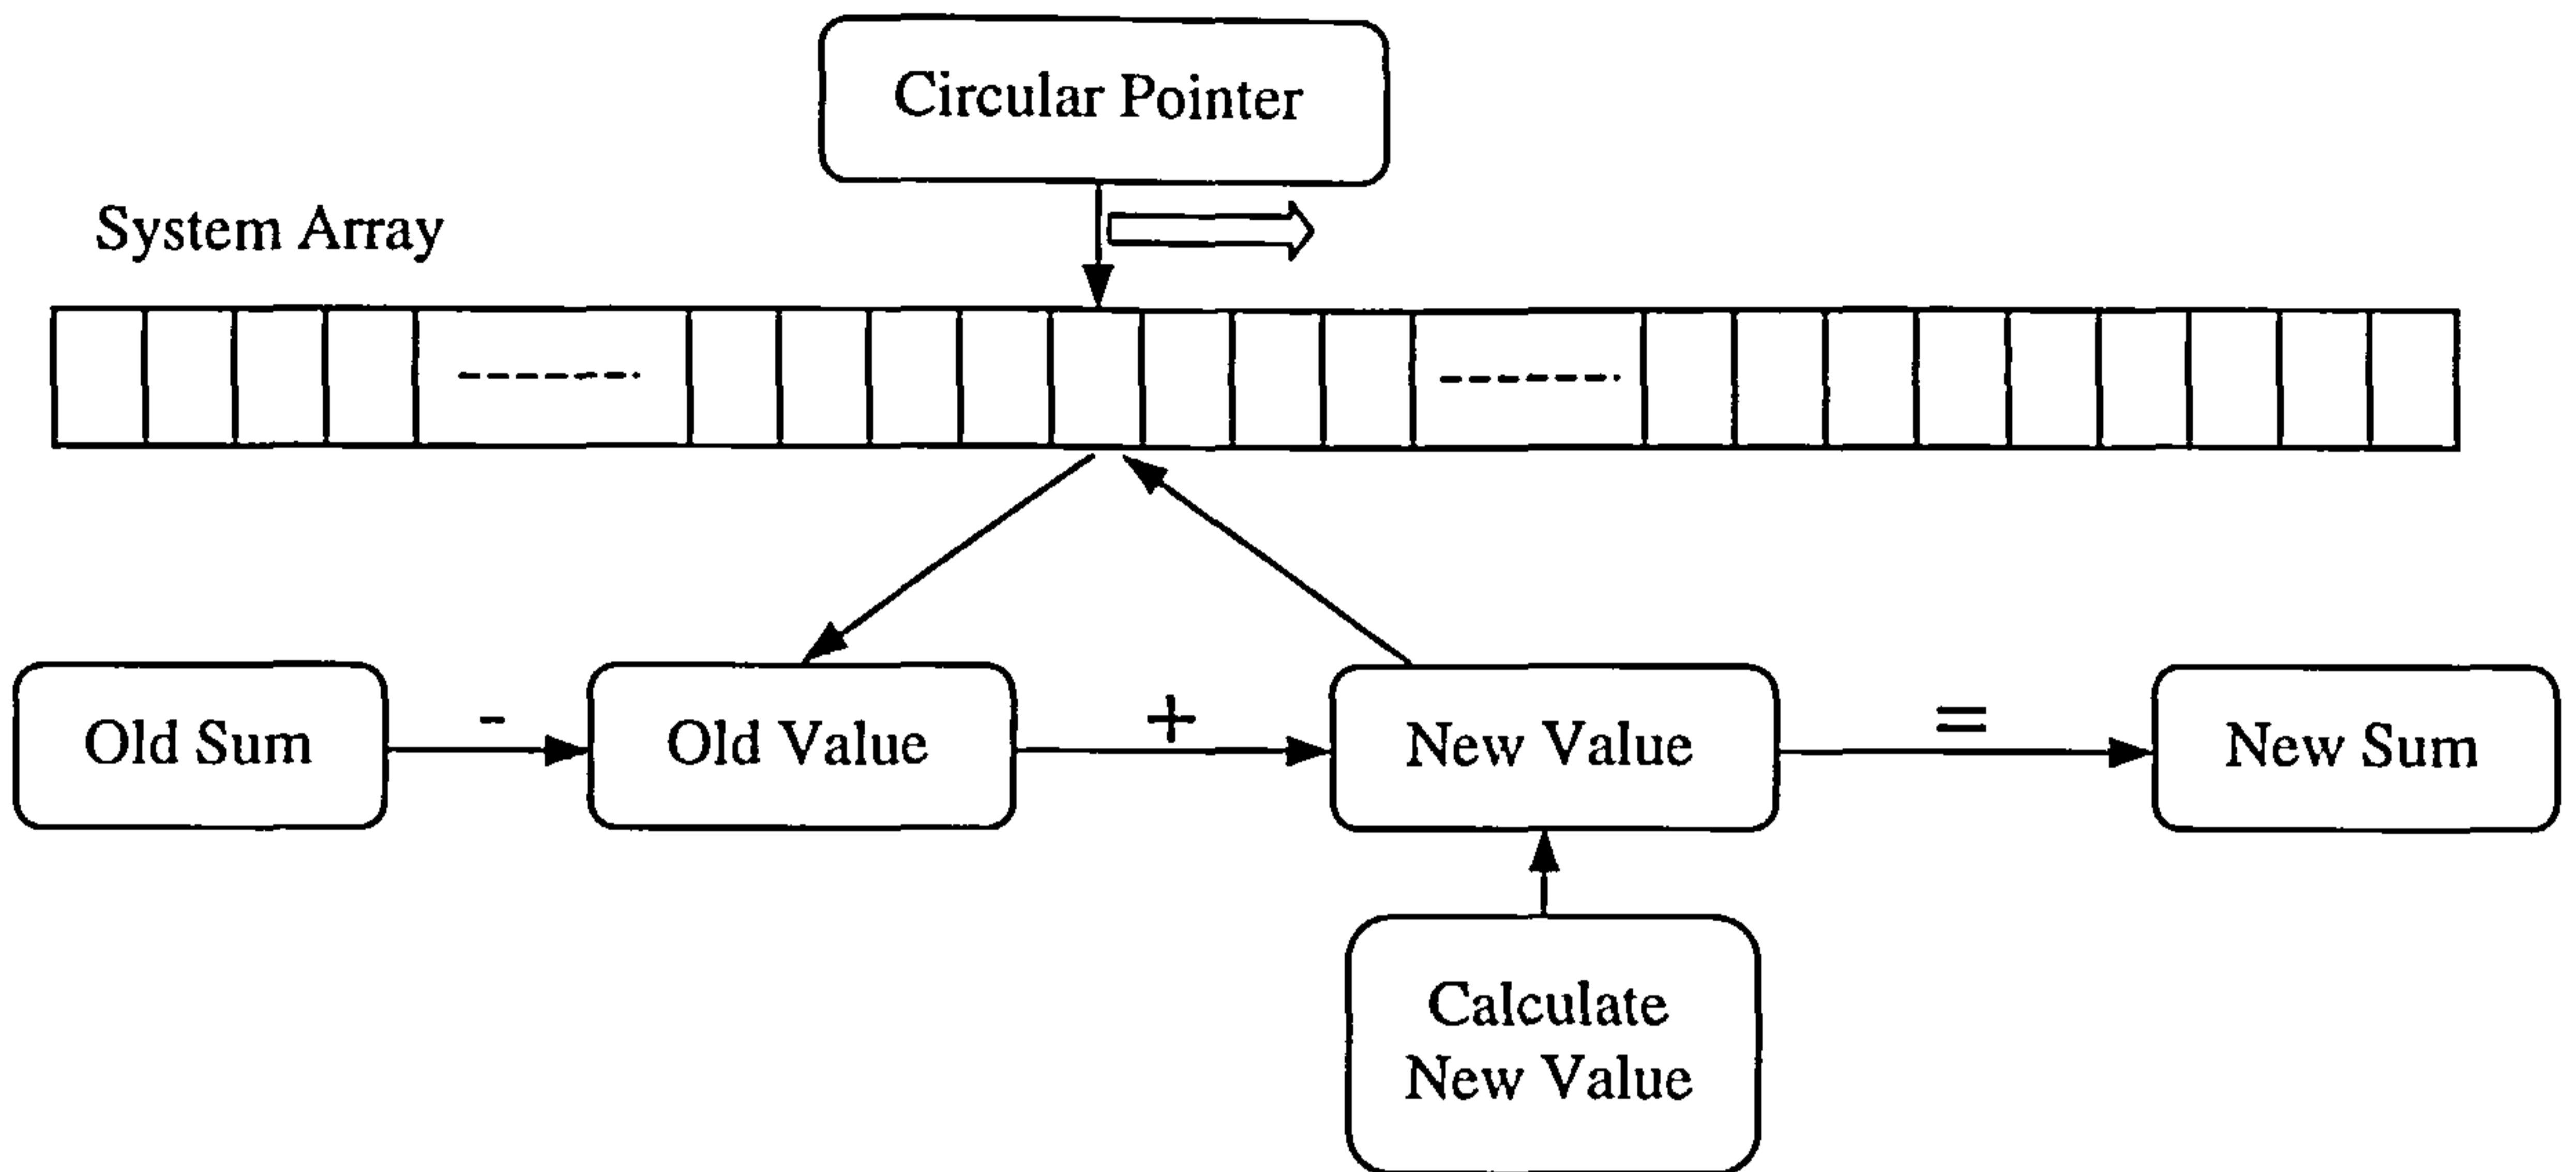 Circular Pointer
System Array
-
+
=
Old Sum
Old Value
New Value
New Sum
Calculate
New Value